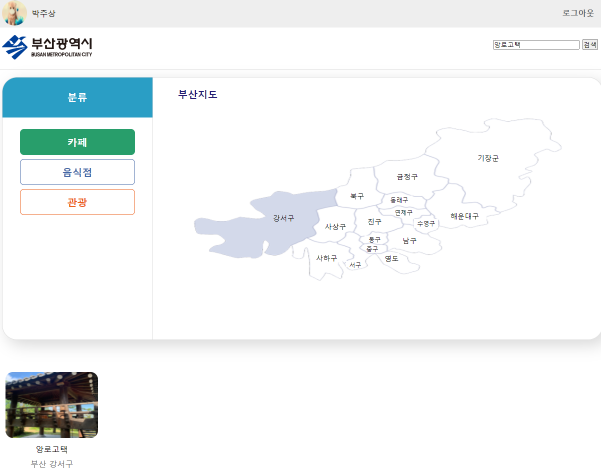 박주상
로그아웃
부산광역시
BUSAN METROPOLITAN CITY
앙로고택
검색
분류
카페
음식점
관광
부산지도
기장군
금정구
북구
동래구
연제구
해운대구
강서구
진구
수영구
사상구
동구
남구
중구
사하구
서구
영도
앙로고택
부산 강서구